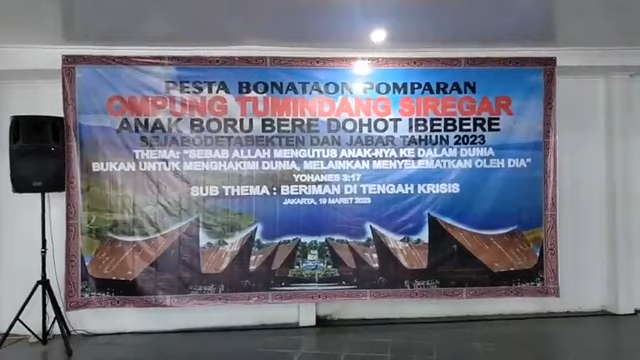 PESTA BONATAON POMPARAN
OMPUNG TUMINDANG SIREGAR
ANAK BORU BERE DOHOT IBEBERE
SEJABODETABEKTEN DAN JABAR TAHUN 2023
THEMA: "SEBAB ALLAH MENGUTUS ANAK-NYA KE DALAM DUNIA
BUKAN UNTUK MENGHAKIMI DUNIA, MELAINKAN MENYELEMATKAN OLEH DIA"
YOHANES 3:17
SUB THEMA : BERIMAN DI TENGAH KRISIS
JAKARTA, 19 MARET 2023